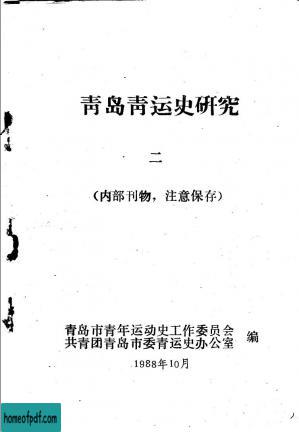 青岛青运史研究
二
（内部刊物，注意保存）
青岛市青年运动史工作委员会
共青团青岛市委青运史办公室 编
1988年10月
homeofpdf.com